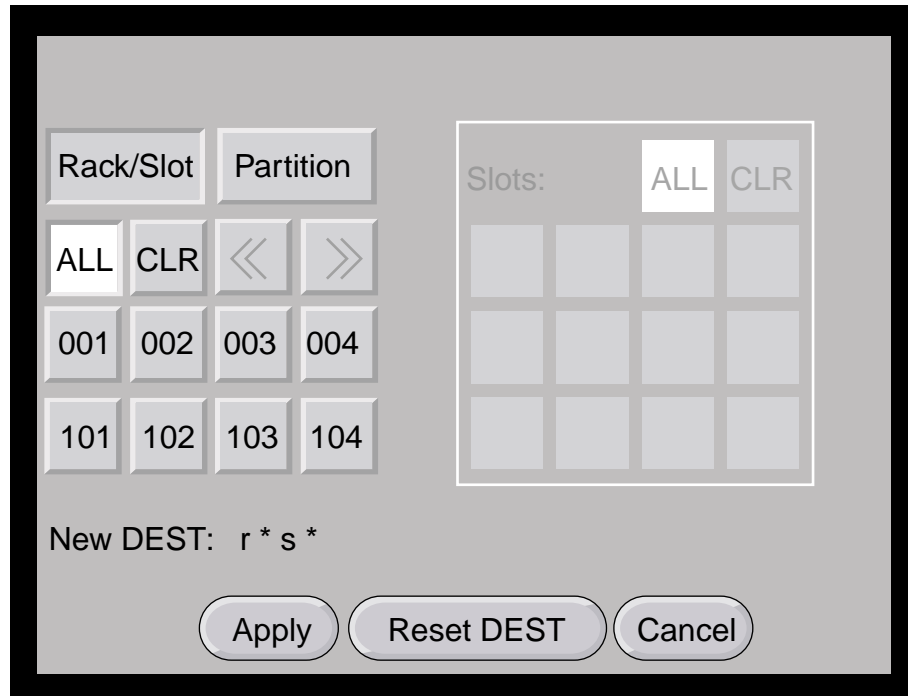 Rack/Slot Partition
Slots: ALL CLR
ALL CLR << >>
001 002 003 004
101 102 103 104
New DEST: r * s *
Apply Reset DEST Cancel